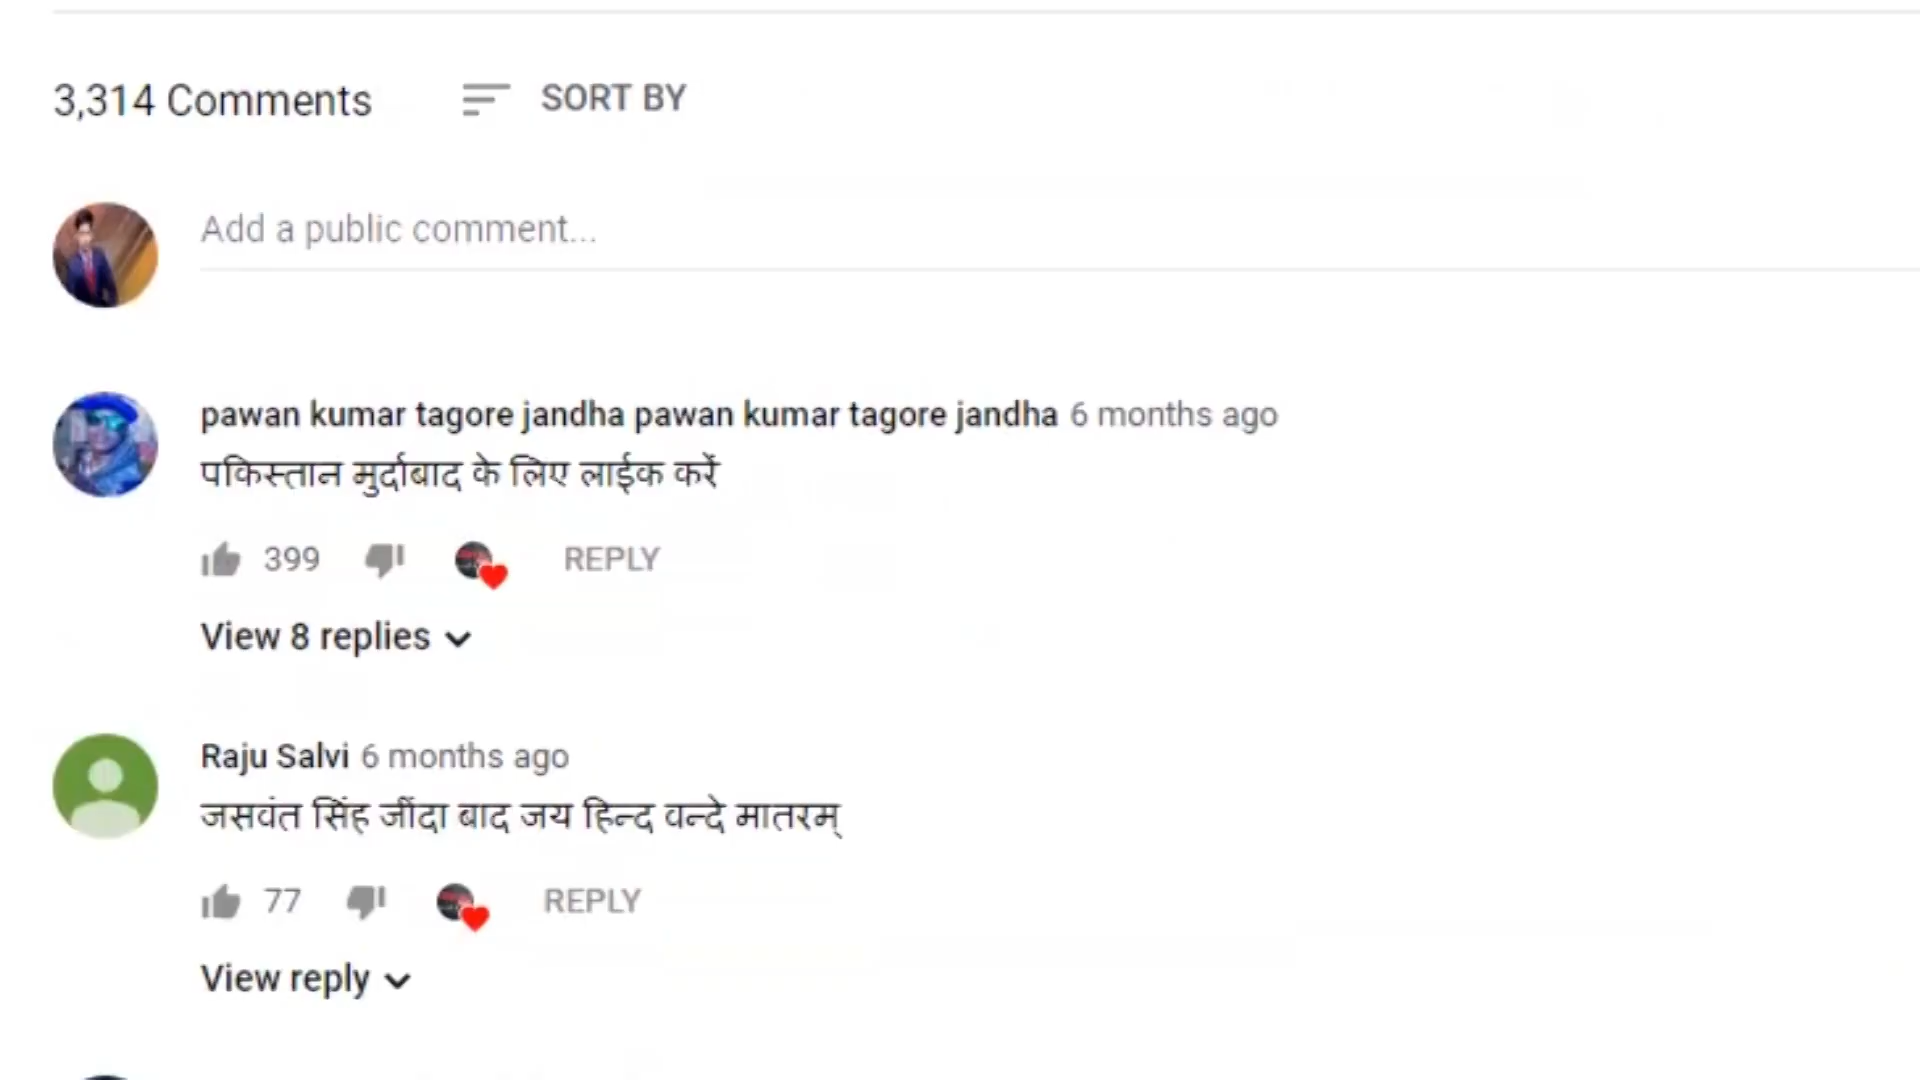 3,314 Comments SORT BY
Add a public comment...
pawan kumar tagore jandha pawan kumar tagore jandha 6 months ago
पकिस्तान मुर्दाबाद के लिए लाईक करें
399 REPLY
View 8 replies
Raju Salvi 6 months ago
जसवंत सिंह जींदा बाद जय हिन्द वन्दे मातरम्
77 REPLY
View reply